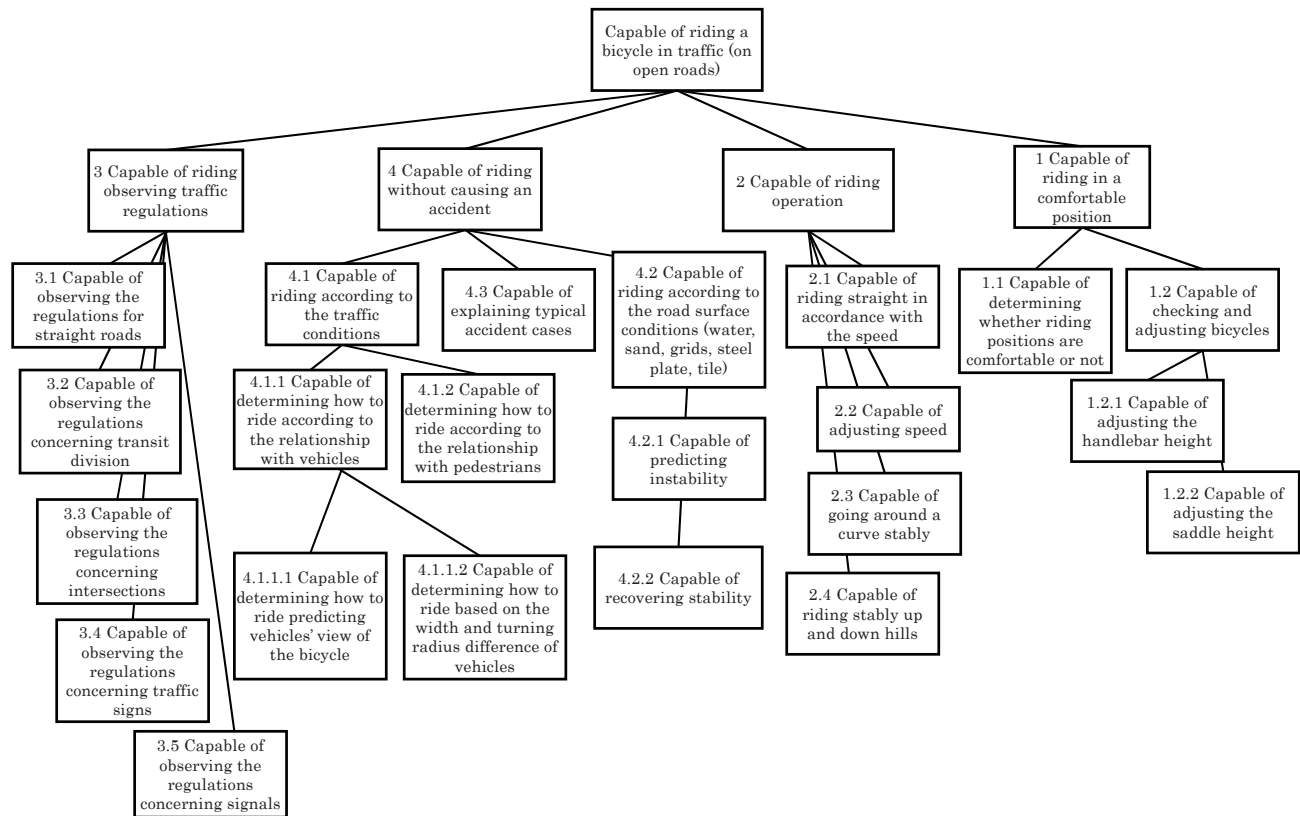 Capable of riding a
bicycle in traffic (on
open roads)
3 Capable of riding
observing traffic
regulations
4 Capable of riding
without causing an
accident
2 Capable of riding
operation
1 Capable of
riding in a
comfortable
position
3.1 Capable of
observing the
regulations for
straight roads
4.1 Capable of
riding according to
the traffic
conditions
4.3 Capable of
explaining typical
accident cases
4.2 Capable of
riding according to
the road surface
conditions (water,
sand, grids, steel
plate, tile)
2.1 Capable of
riding straight in
accordance with
the speed
1.1 Capable of
determining
whether riding
positions are
comfortable or not
1.2 Capable of
checking and
adjusting bicycles
3.2 Capable of
observing the
regulations
concerning transit
division
4.1.1 Capable of
determining how to
ride according to
the relationship
with vehicles
4.1.2 Capable of
determining how to
ride according to
the relationship
with pedestrians
4.2.1 Capable of
predicting
instability
2.2 Capable of
adjusting speed
1.2.1 Capable of
adjusting the
handlebar height
3.3 Capable of
observing the
regulations
concerning
intersections
2.3 Capable of
going around a
curve stably
1.2.2 Capable of
adjusting the
saddle height
4.1.1.1 Capable of
determining how to
ride predicting
vehicles' view of
the bicycle
4.1.1.2 Capable of
determining how to
ride based on the
width and turning
radius difference of
vehicles
4.2.2 Capable of
recovering stability
2.4 Capable of
riding stably up
and down hills
3.4 Capable of
observing the
regulations
concerning traffic
signs
3.5 Capable of
observing the
regulations
concerning signals